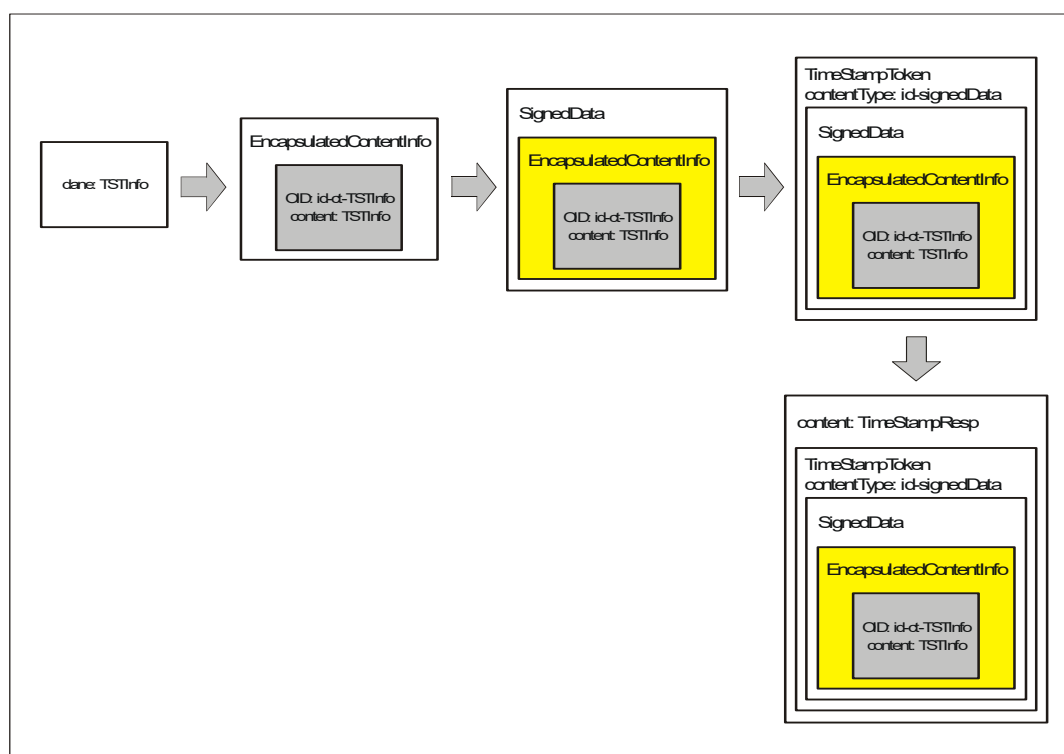 dane: TSTInfo
EncapsulatedContentInfo
OID: id-ct-TSTInfo
content: TSTInfo
SignedData
EncapsulatedContentInfo
OID: id-ct-TSTInfo
content: TSTInfo
TimeStampToken
contentType: id-signedData
SignedData
EncapsulatedContentInfo
OID: id-ct-TSTInfo
content: TSTInfo
content: TimeStampResp
TimeStampToken
contentType: id-signedData
SignedData
EncapsulatedContentInfo
OID: id-ct-TSTInfo
content: TSTInfo